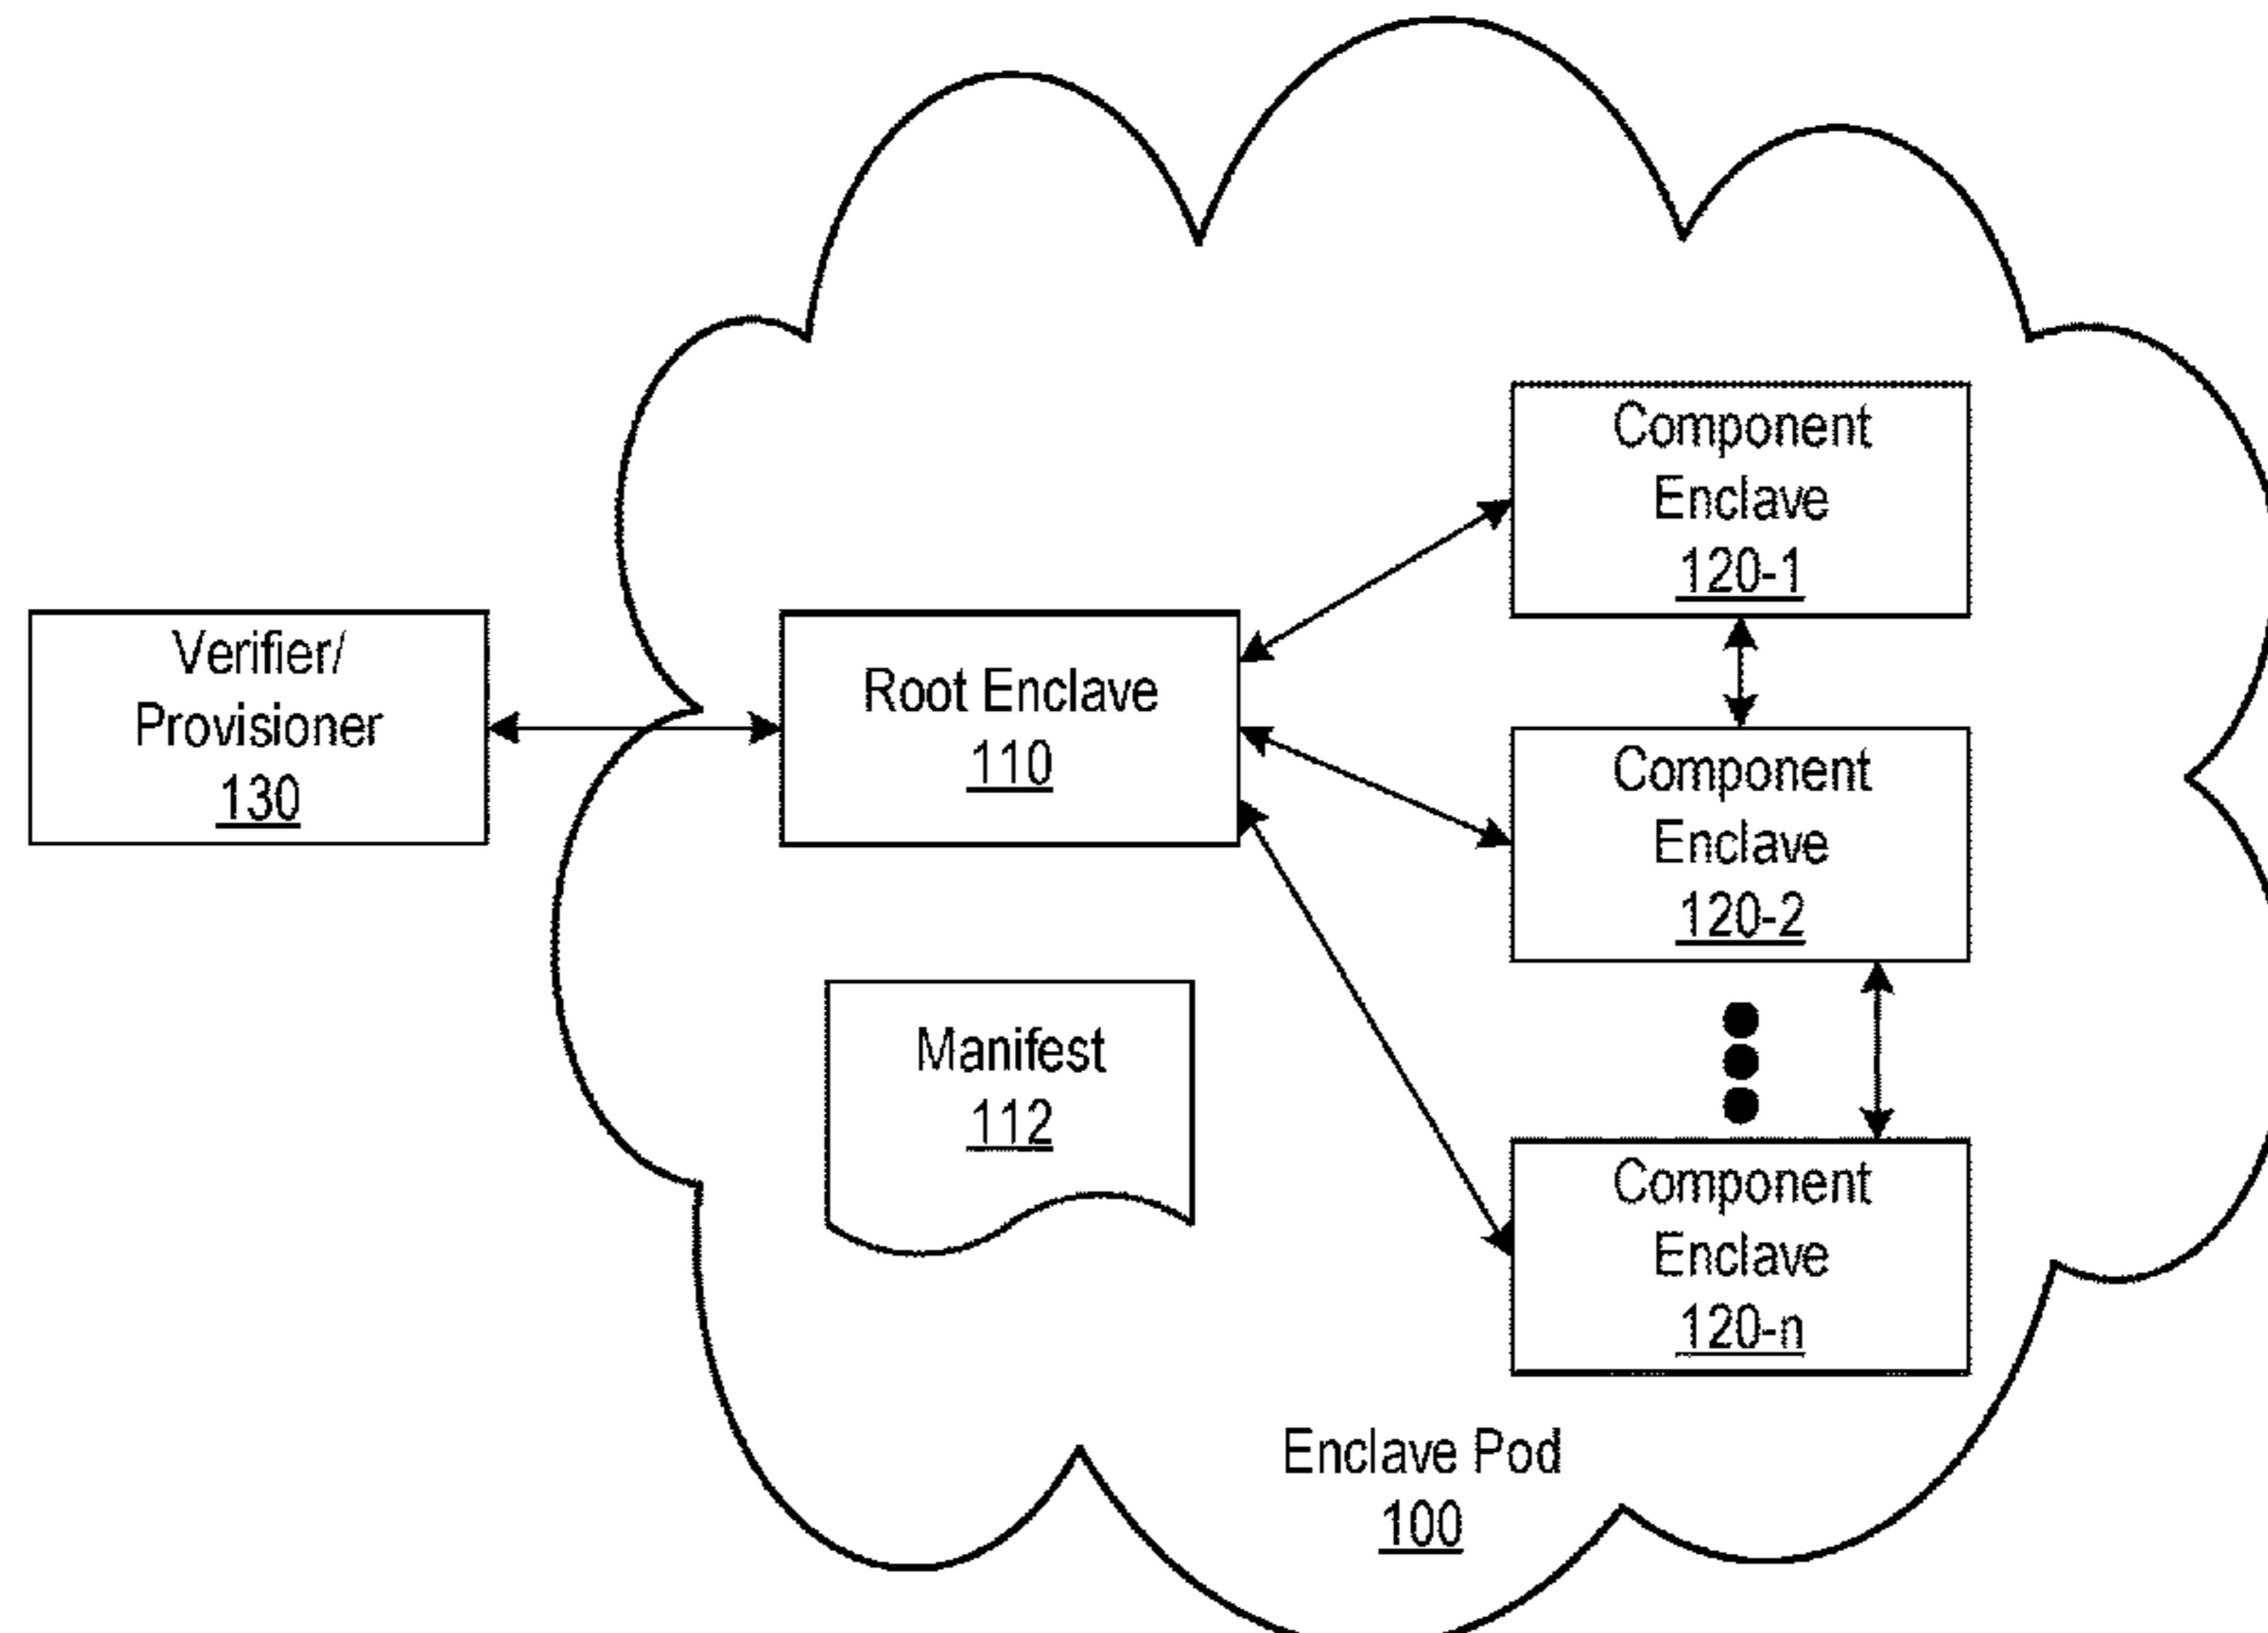 Verifier/
Provisioner
130
Root Enclave
110
Manifest
112
Component
Enclave
120-1
Component
Enclave
120-2
Component
Enclave
120-n
Enclave Pod
100